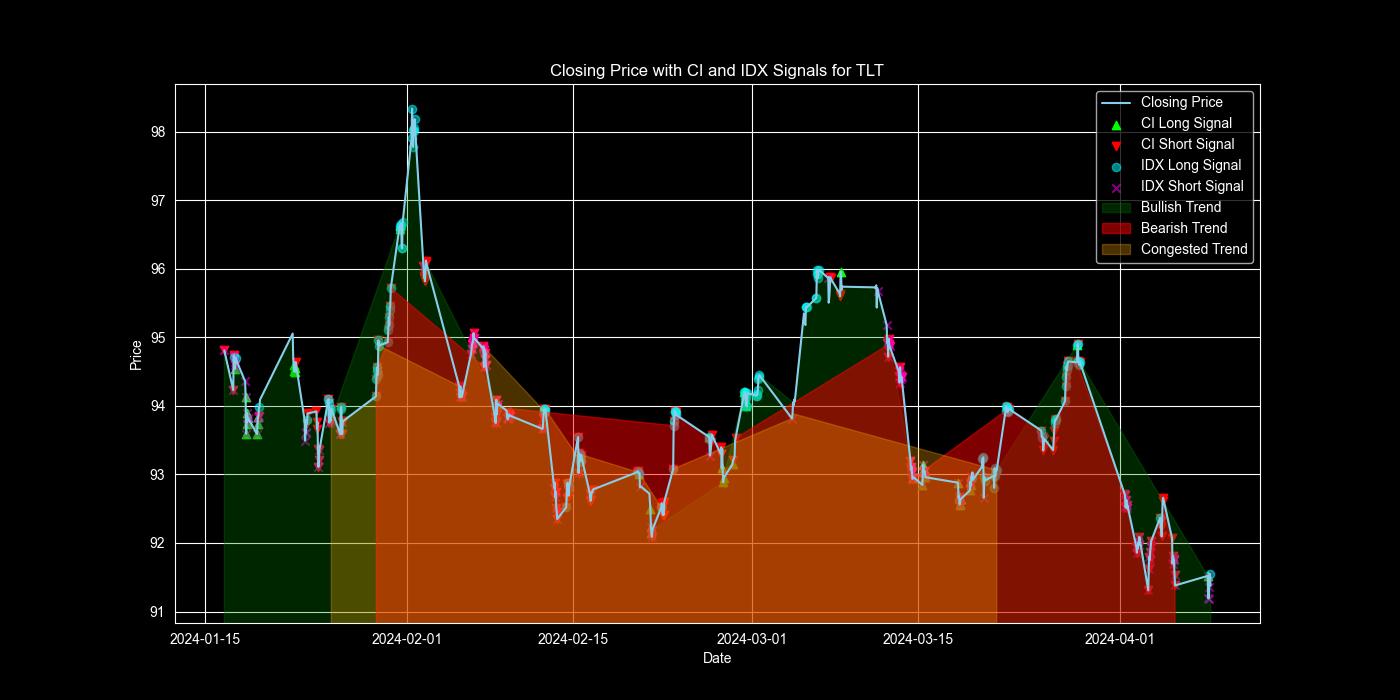 Closing Price with CI and IDX Signals for TLT
Closing Price
CI Long Signal
CI Short Signal
IDX Long Signal
IDX Short Signal
Bullish Trend
Bearish Trend
Congested Trend
Price
98
97
96
95
94
93
92
91
2024-01-15 2024-02-01 2024-02-15 2024-03-01 2024-03-15 2024-04-01
Date